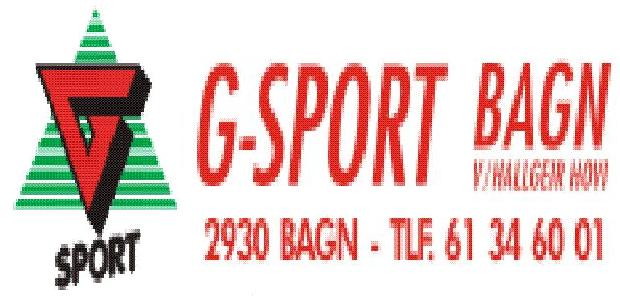 G-SPORT BAGN
V/HALLGEIR HOW
2930 BAGN - TLF. 61 34 60 01
SPORT